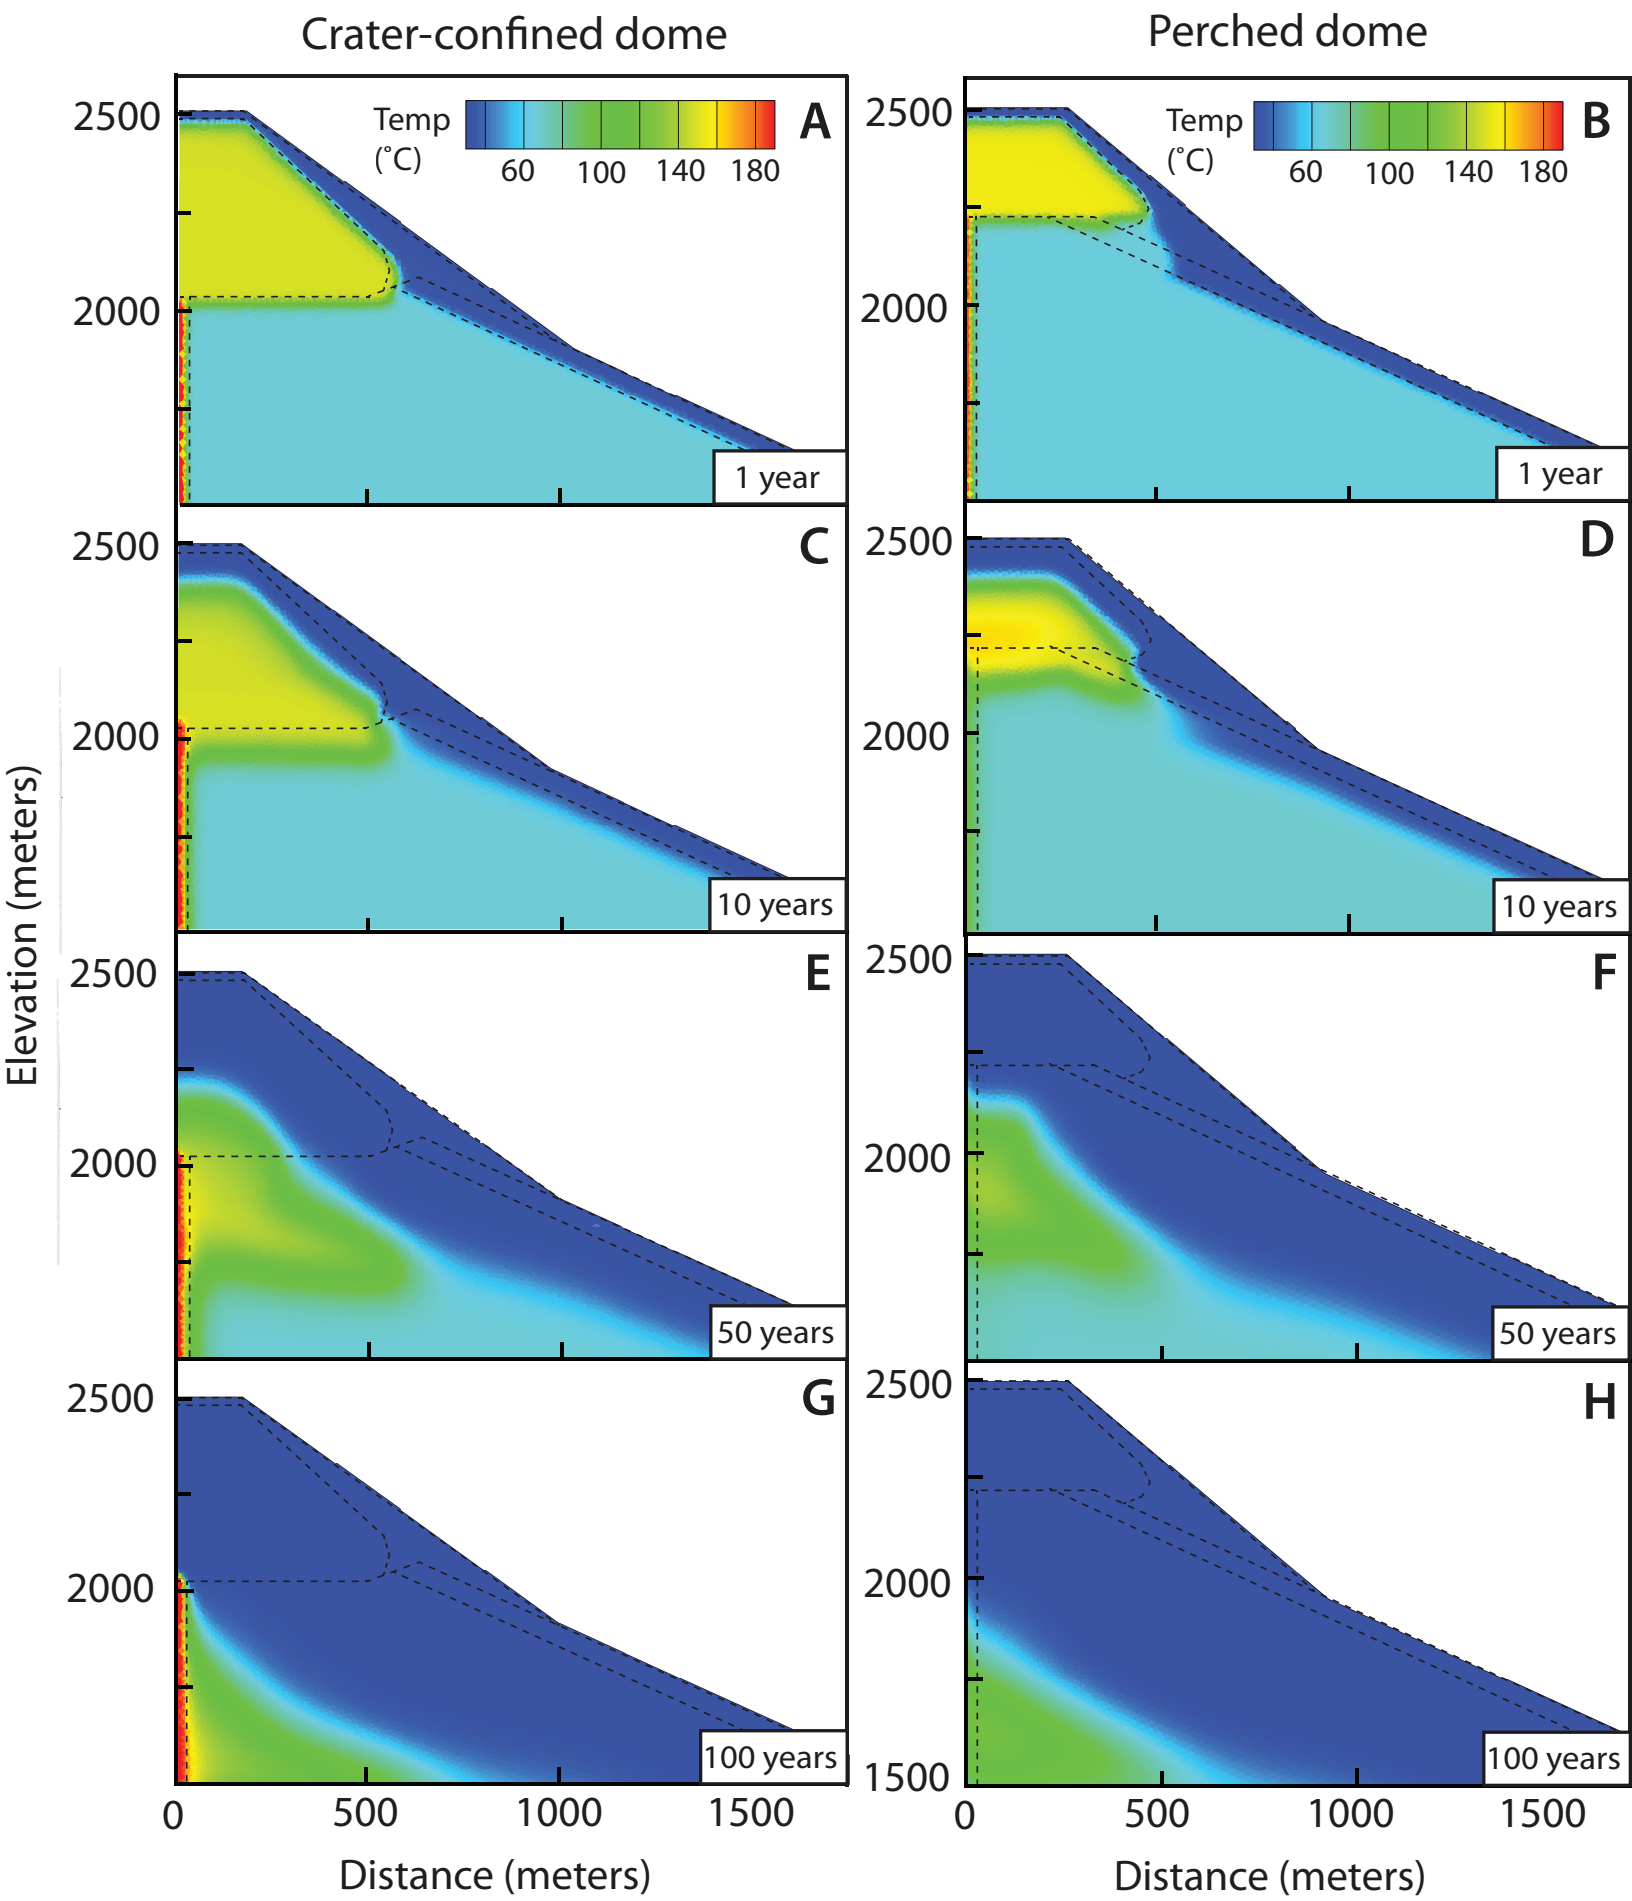 Crater-confined dome
Perched dome
2500
2000
Temp
(˚C)
60 100 140 180
A
1 year
2500
2000
Temp
(˚C)
60 100 140 180
B
1 year
2500
2000
C
10 years
2500
2000
D
10 years
Elevation (meters)
2500
2000
E
50 years
2500
2000
F
50 years
2500
2000
G
100 years
2500
2000
1500
H
100 years
0 500 1000 1500
Distance (meters)
0 500 1000 1500
Distance (meters)